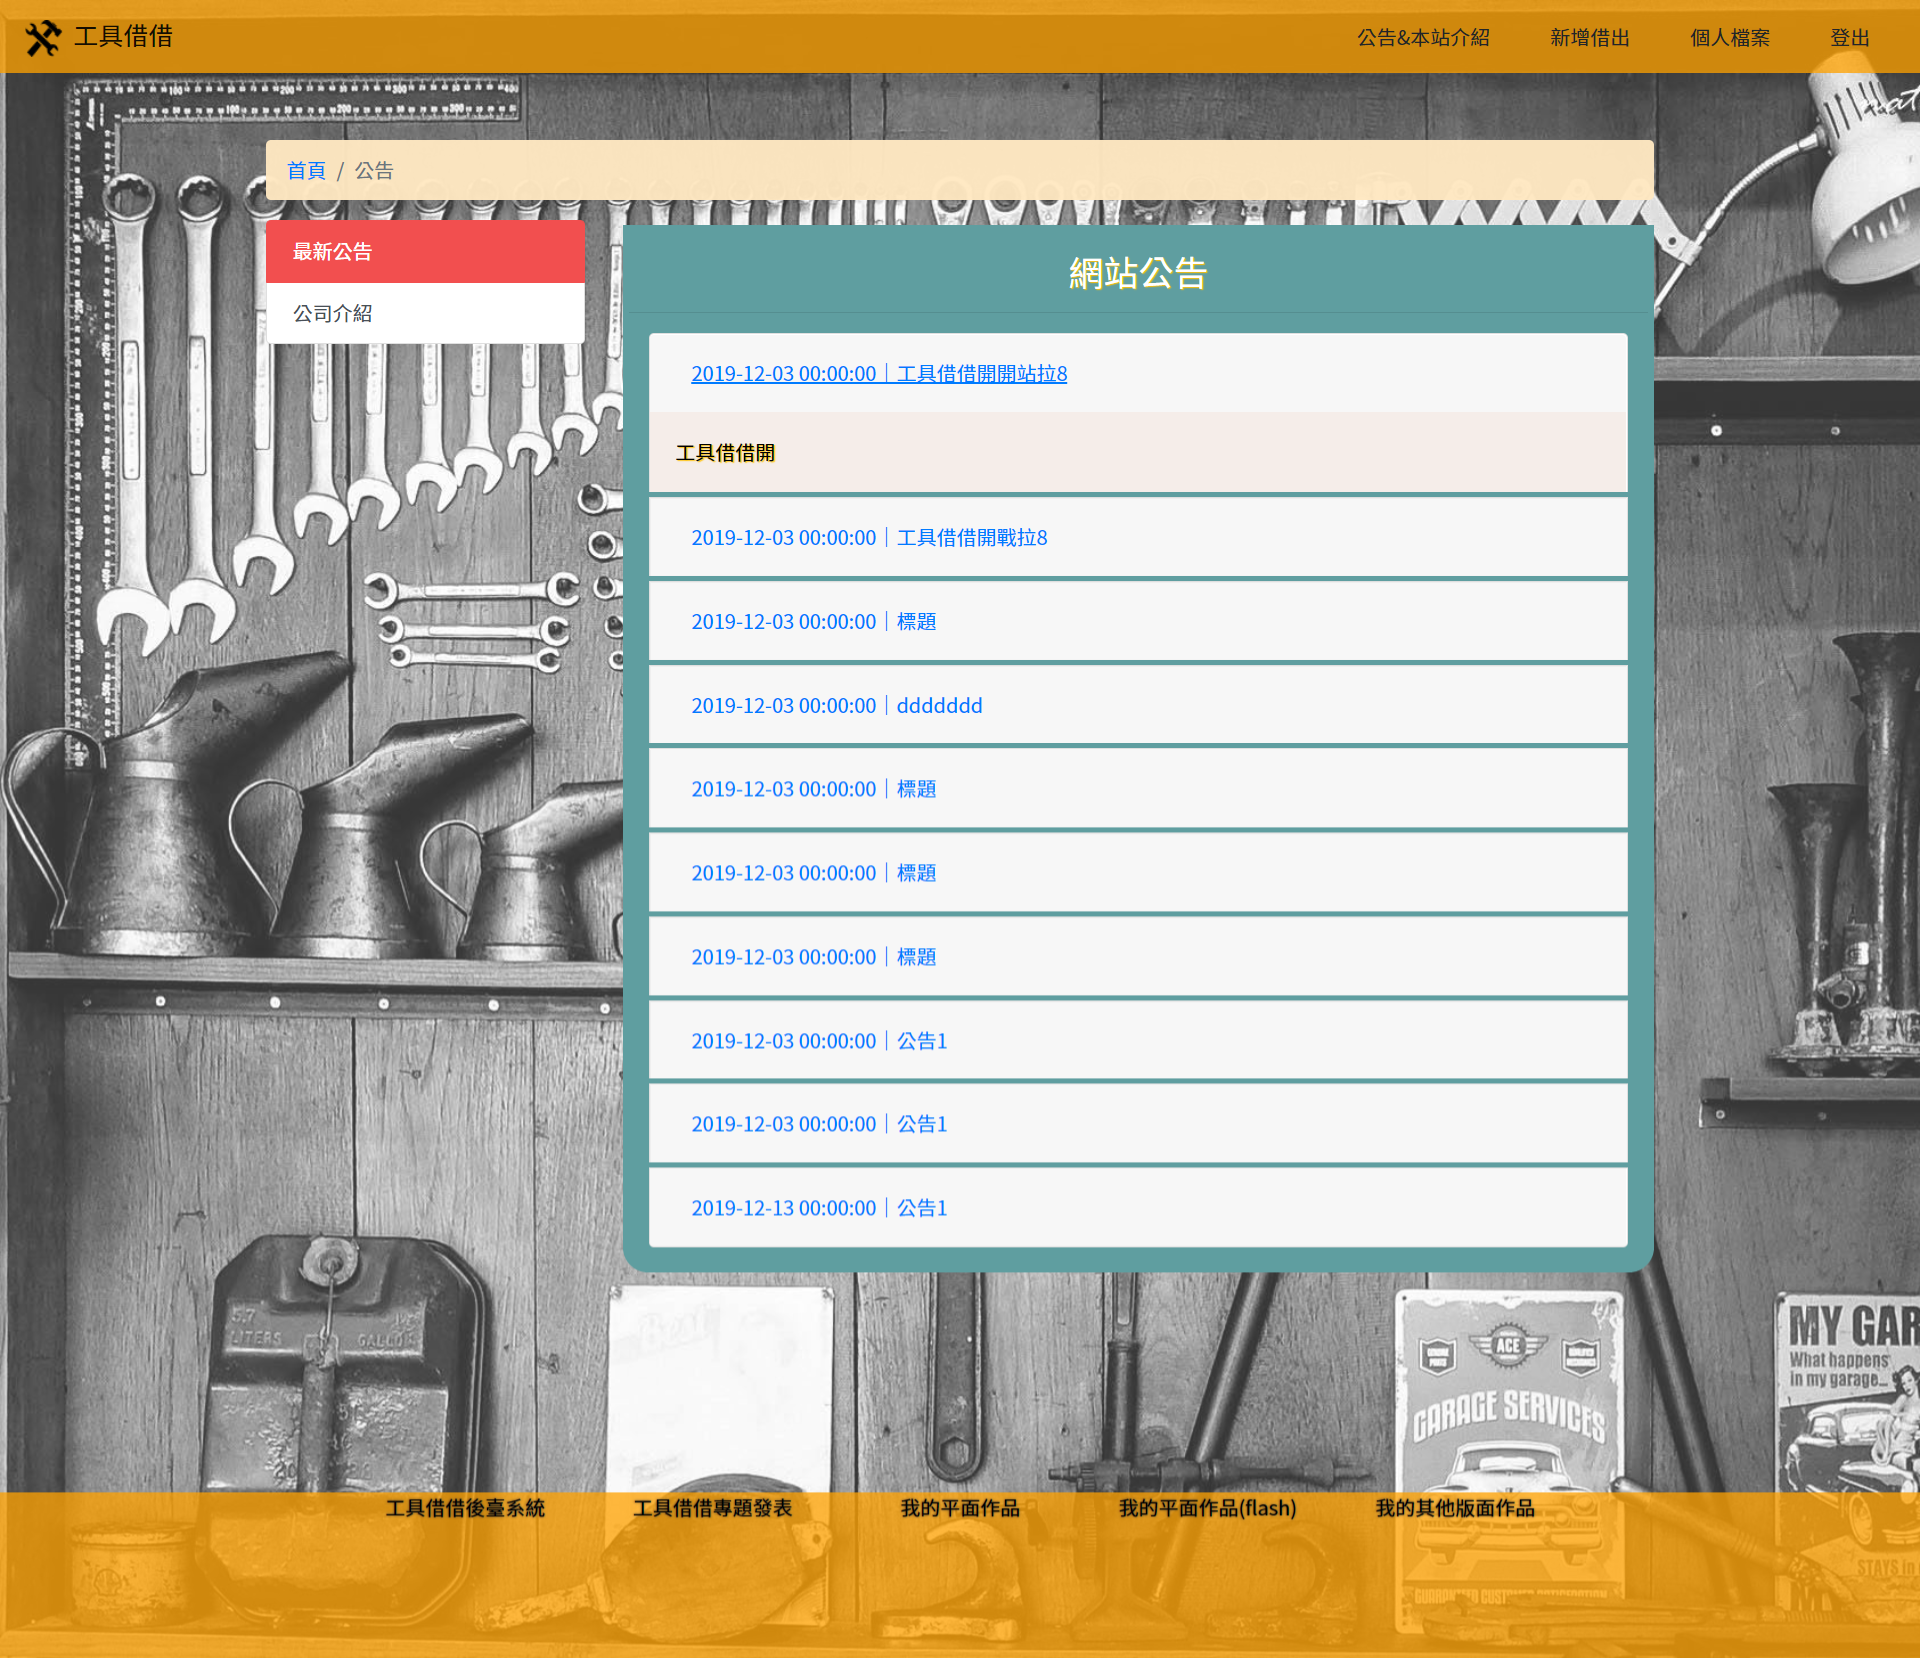 工具借借
公告&本站介紹
新增借出
個人檔案
登出
首頁 / 公告
最新公告
公司介紹
網站公告
2019-12-03 00:00:00｜工具借借開開站拉8
工具借借開
2019-12-03 00:00:00｜工具借借開戰拉8
2019-12-03 00:00:00｜標題
2019-12-03 00:00:00｜ddddddd
2019-12-03 00:00:00｜標題
2019-12-03 00:00:00｜標題
2019-12-03 00:00:00｜標題
2019-12-03 00:00:00｜公告1
2019-12-03 00:00:00｜公告1
2019-12-13 00:00:00｜公告1
LITERS GALLO
ACE
GARAGE SERVICES
MY GAR
What happens
in my garage...
STAYS in
工具借借後臺系統
工具借借專題發表
我的平面作品
我的平面作品(flash)
我的其他版面作品